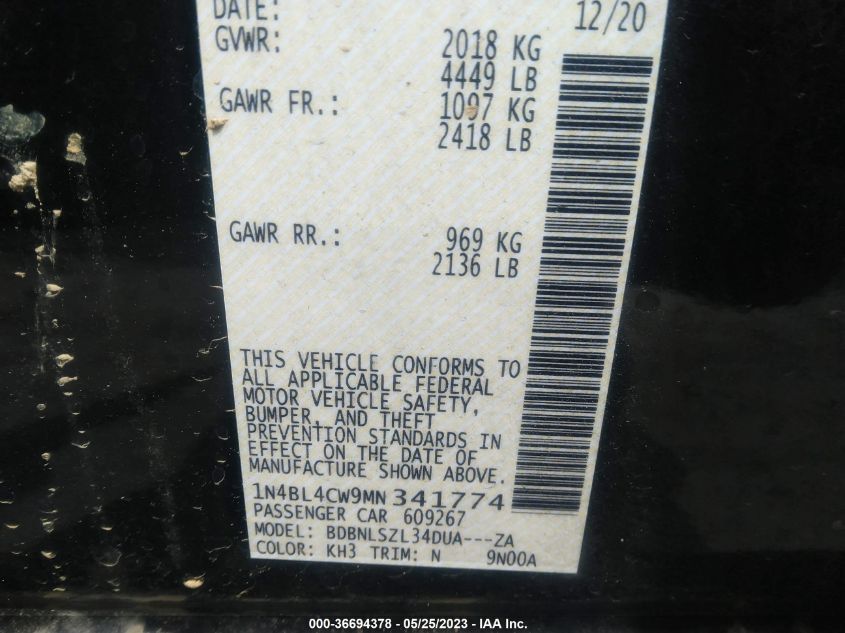 DATE: 12/20
GVWR: 2018 KG
4449 LB
GAWR FR.: 1097 KG
2418 LB
GAWR RR.: 969 KG
2136 LB
THIS VEHICLE CONFORMS TO
ALL APPLICABLE FEDERAL
MOTOR VEHICLE SAFETY,
BUMPER, AND THEFT
PREVENTION STANDARDS IN
EFFECT ON THE DATE OF
MANUFACTURE SHOWN ABOVE.
1N4BL4CW9MN341774
PASSENGER CAR 609267
MODEL: BDBNLSZL34DUA---ZA
COLOR: KH3 TRIM: N 9N00A
000-36694378 - 05/25/2023 - IAA Inc.